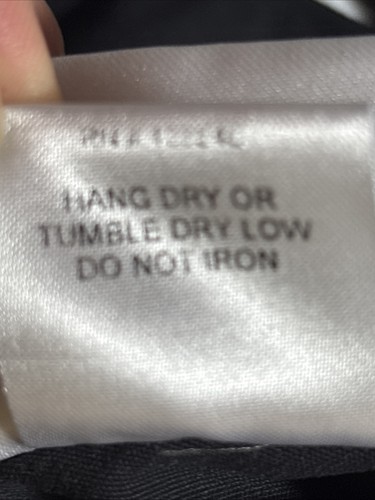 HANG DRY OR
TUMBLE DRY LOW
DO NOT IRON